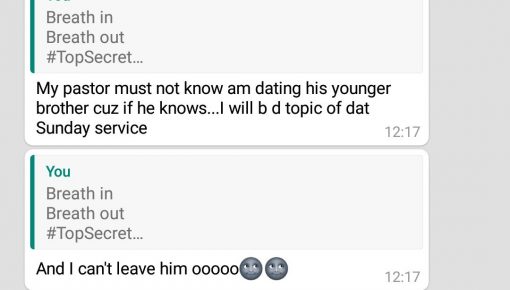 You
Breath in
Breath out
#TopSecret...
My pastor must not know am dating his younger
brother cuz if he knows...I will b d topic of dat
Sunday service
12:17
You
Breath in
Breath out
#TopSecret...
And I can't leave him ooooo🌚🌚
12:17